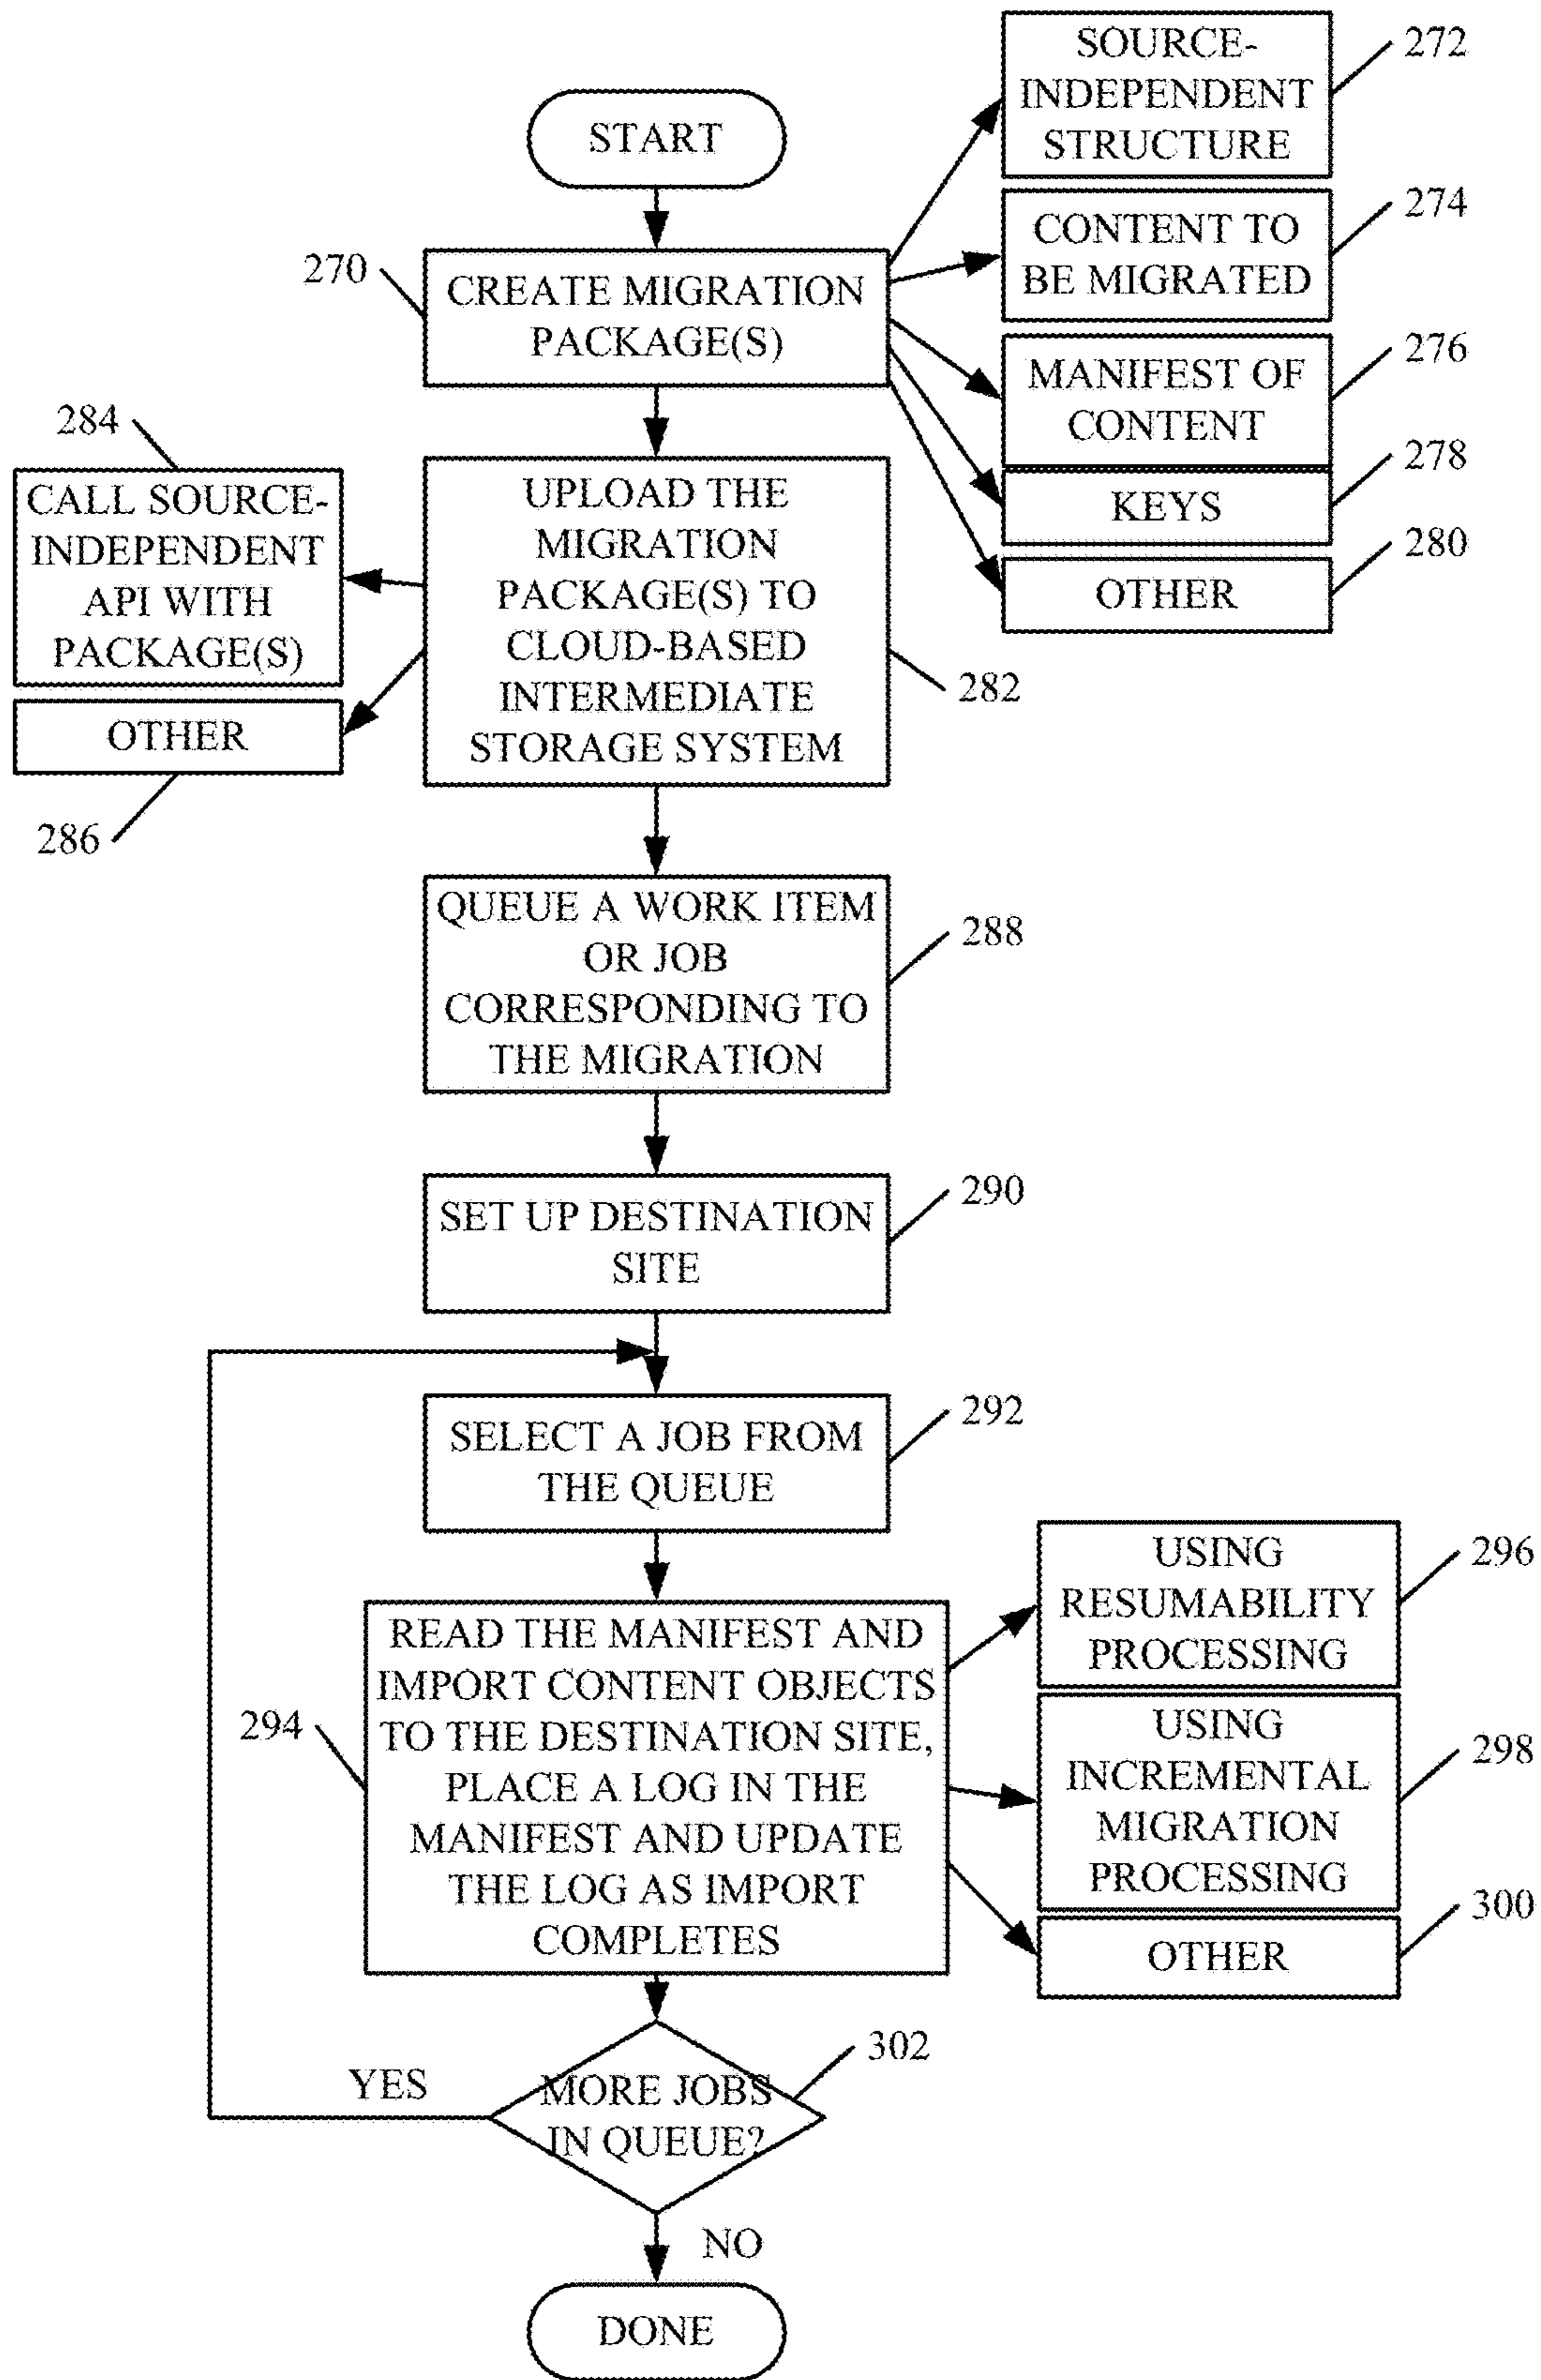 START
SOURCE-
INDEPENDENT
STRUCTURE
272
CONTENT TO
BE MIGRATED
274
270
CREATE MIGRATION
PACKAGE(S)
MANIFEST OF
CONTENT
276
KEYS
278
OTHER
280
284
CALL SOURCE-
INDEPENDENT
API WITH
PACKAGE(S)
OTHER
286
UPLOAD THE
MIGRATION
PACKAGE(S) TO
CLOUD-BASED
INTERMEDIATE
STORAGE SYSTEM
282
QUEUE A WORK ITEM
OR JOB
CORRESPONDING TO
THE MIGRATION
288
SET UP DESTINATION
SITE
290
SELECT A JOB FROM
THE QUEUE
292
294
READ THE MANIFEST AND
IMPORT CONTENT OBJECTS
TO THE DESTINATION SITE,
PLACE A LOG IN THE
MANIFEST AND UPDATE
THE LOG AS IMPORT
COMPLETES
USING
RESUMABILITY
PROCESSING
296
USING
INCREMENTAL
MIGRATION
PROCESSING
298
OTHER
300
302
YES
MORE JOBS
IN QUEUE?
NO
DONE